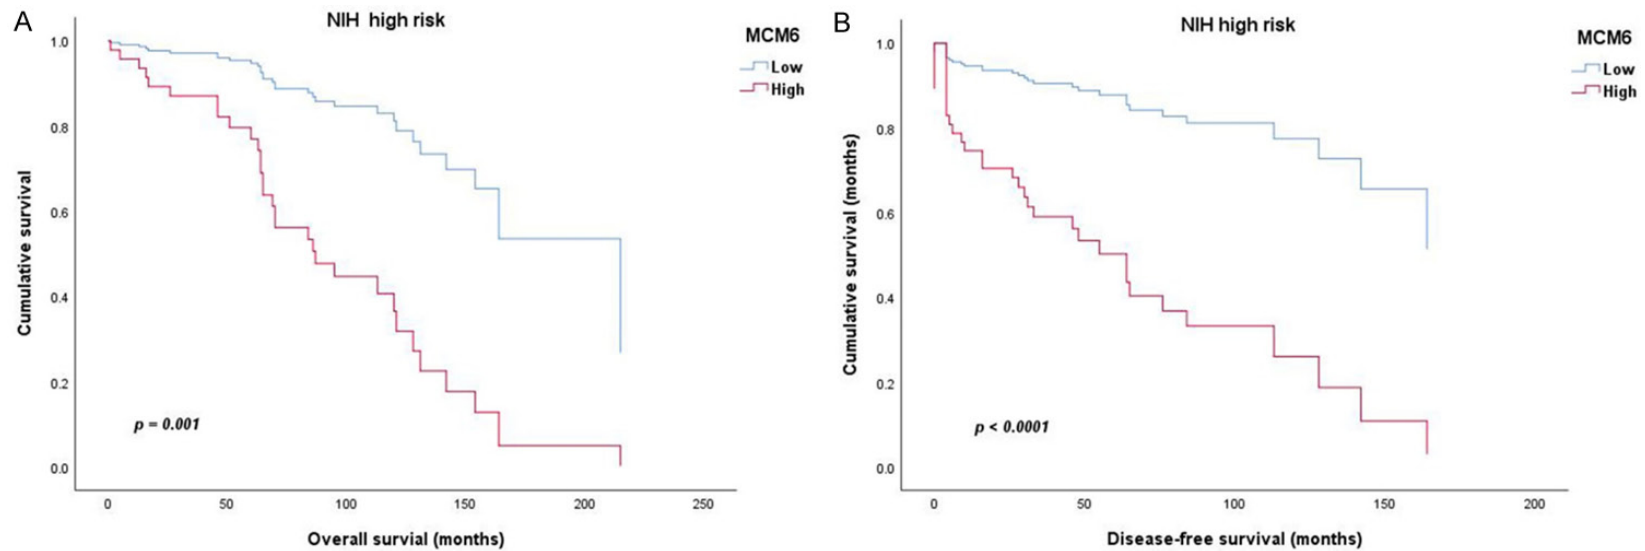 A
NIH high risk
MCM6
Low
High
Cumulative survival
1.0
0.8
0.6
0.4
0.2
0.0
p = 0.001
0 50 100 150 200 250
Overall survial (months)
B
NIH high risk
MCM6
Low
High
Cumulative survival (months)
1.0
0.8
0.6
0.4
0.2
0.0
p < 0.0001
0 50 100 150 200
Disease-free survival (months)